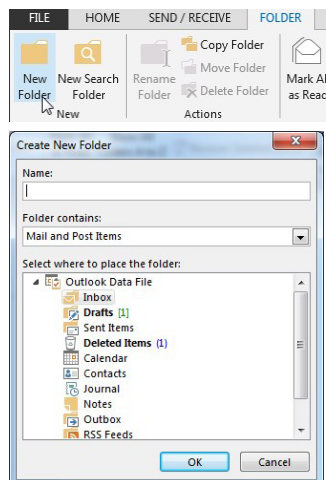 FILE HOME SEND / RECEIVE FOLDER
New Folder
New Search Folder
Rename Folder
Copy Folder
Move Folder
Delete Folder
Mark Al
as Read
New
Actions
Create New Folder
Name:
Folder contains:
Mail and Post Items
Select where to place the folder:
Outlook Data File
Inbox
Drafts [1]
Sent Items
Deleted Items (1)
Calendar
Contacts
Journal
Notes
Outbox
RSS Feeds
OK Cancel